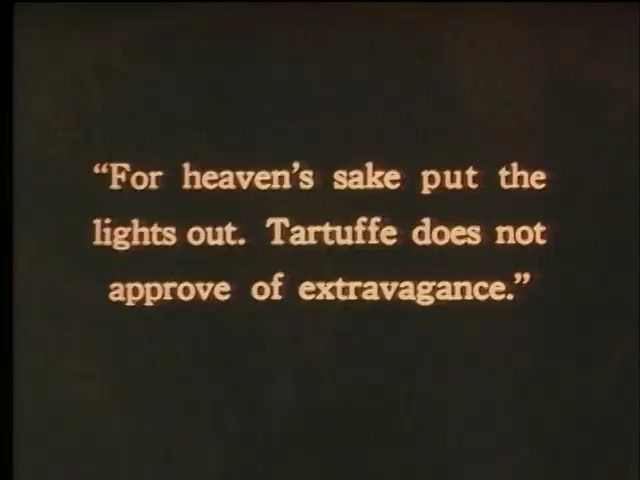 “For heaven’s sake put the
lights out. Tartuffe does not
approve of extravagance.”